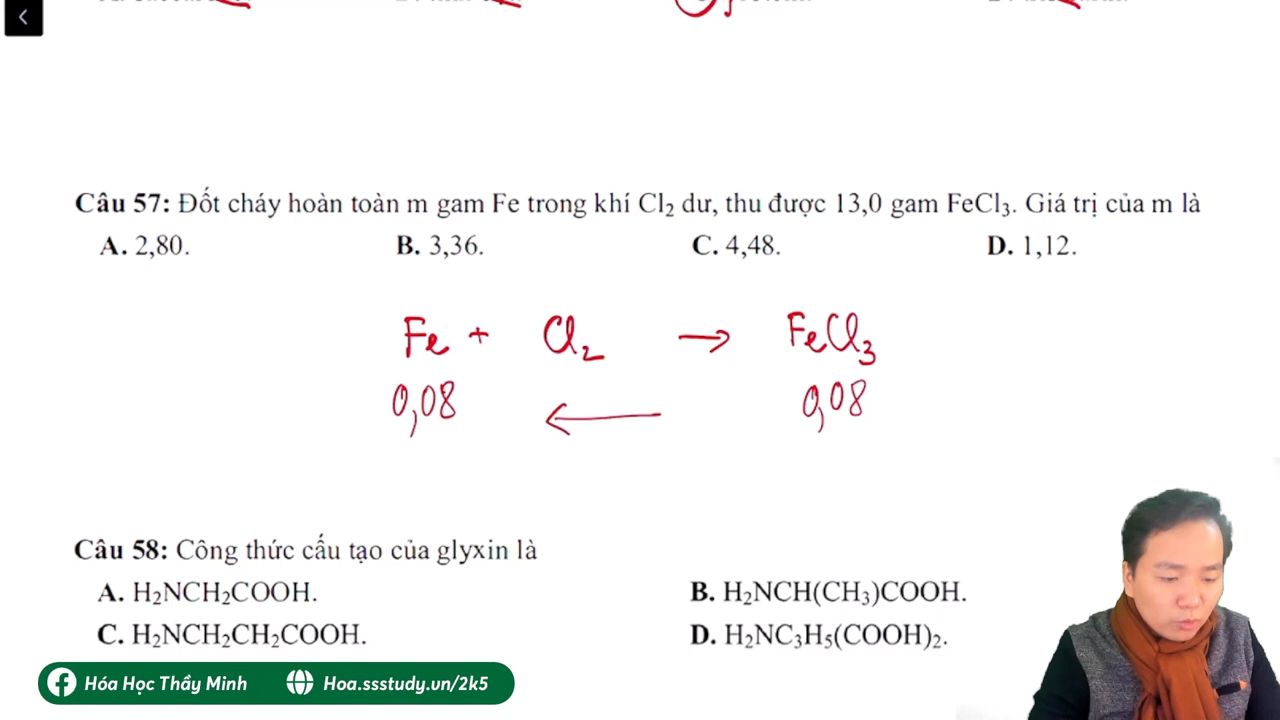 Câu 57: Đốt cháy hoàn toàn m gam Fe trong khí Cl₂ dư, thu được 13,0 gam FeCl₃. Giá trị của m là
A. 2,80. B. 3,36. C. 4,48. D. 1,12.
Fe + Cl₂ → FeCl₃
0,08 ← 0,08
Câu 58: Công thức cấu tạo của glyxin là
A. H₂NCH₂COOH. B. H₂NCH(CH₃)COOH.
C. H₂NCH₂CH₂COOH. D. H₂NC₃H₅(COOH)₂.
Hóa Học Thầy Minh Hoa.ssstudy.vn/2k5